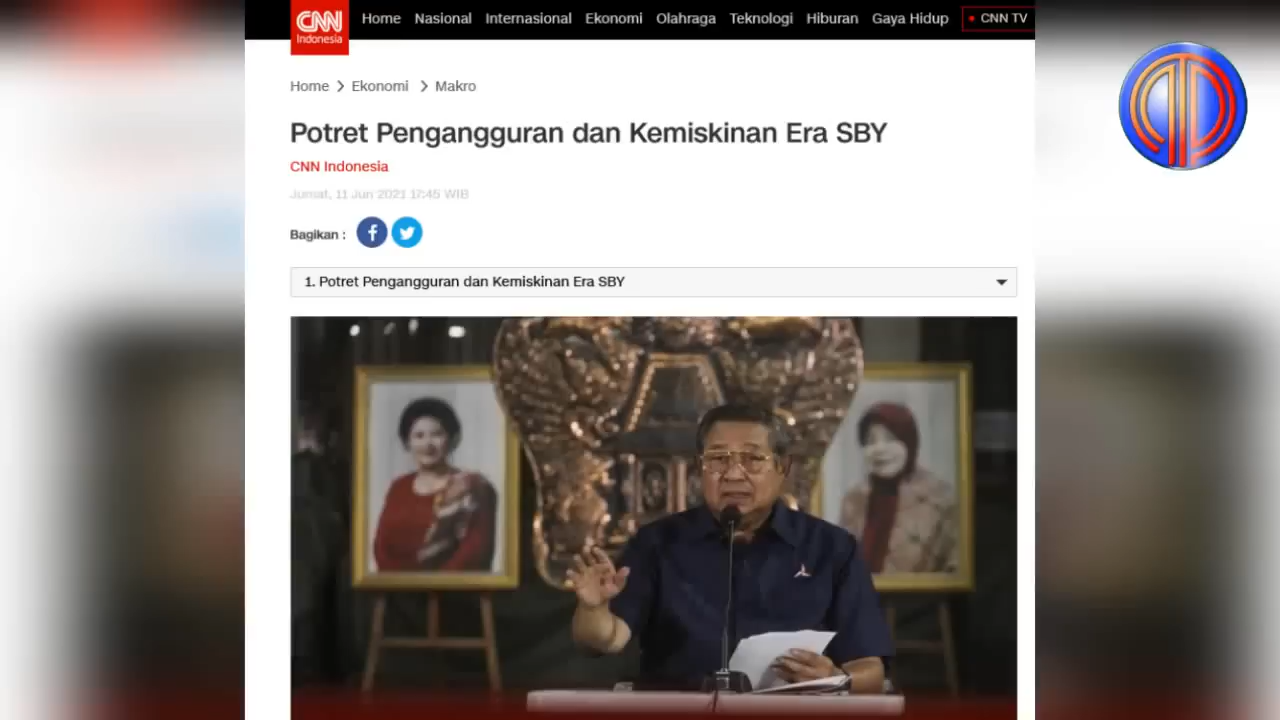 CNN
Indonesia
Home Nasional Internasional Ekonomi Olahraga Teknologi Hiburan Gaya Hidup CNN TV
Home > Ekonomi > Makro
Potret Pengangguran dan Kemiskinan Era SBY
CNN Indonesia
Jumat, 11 Jun 2021 17:45 WIB
Bagikan :
1. Potret Pengangguran dan Kemiskinan Era SBY